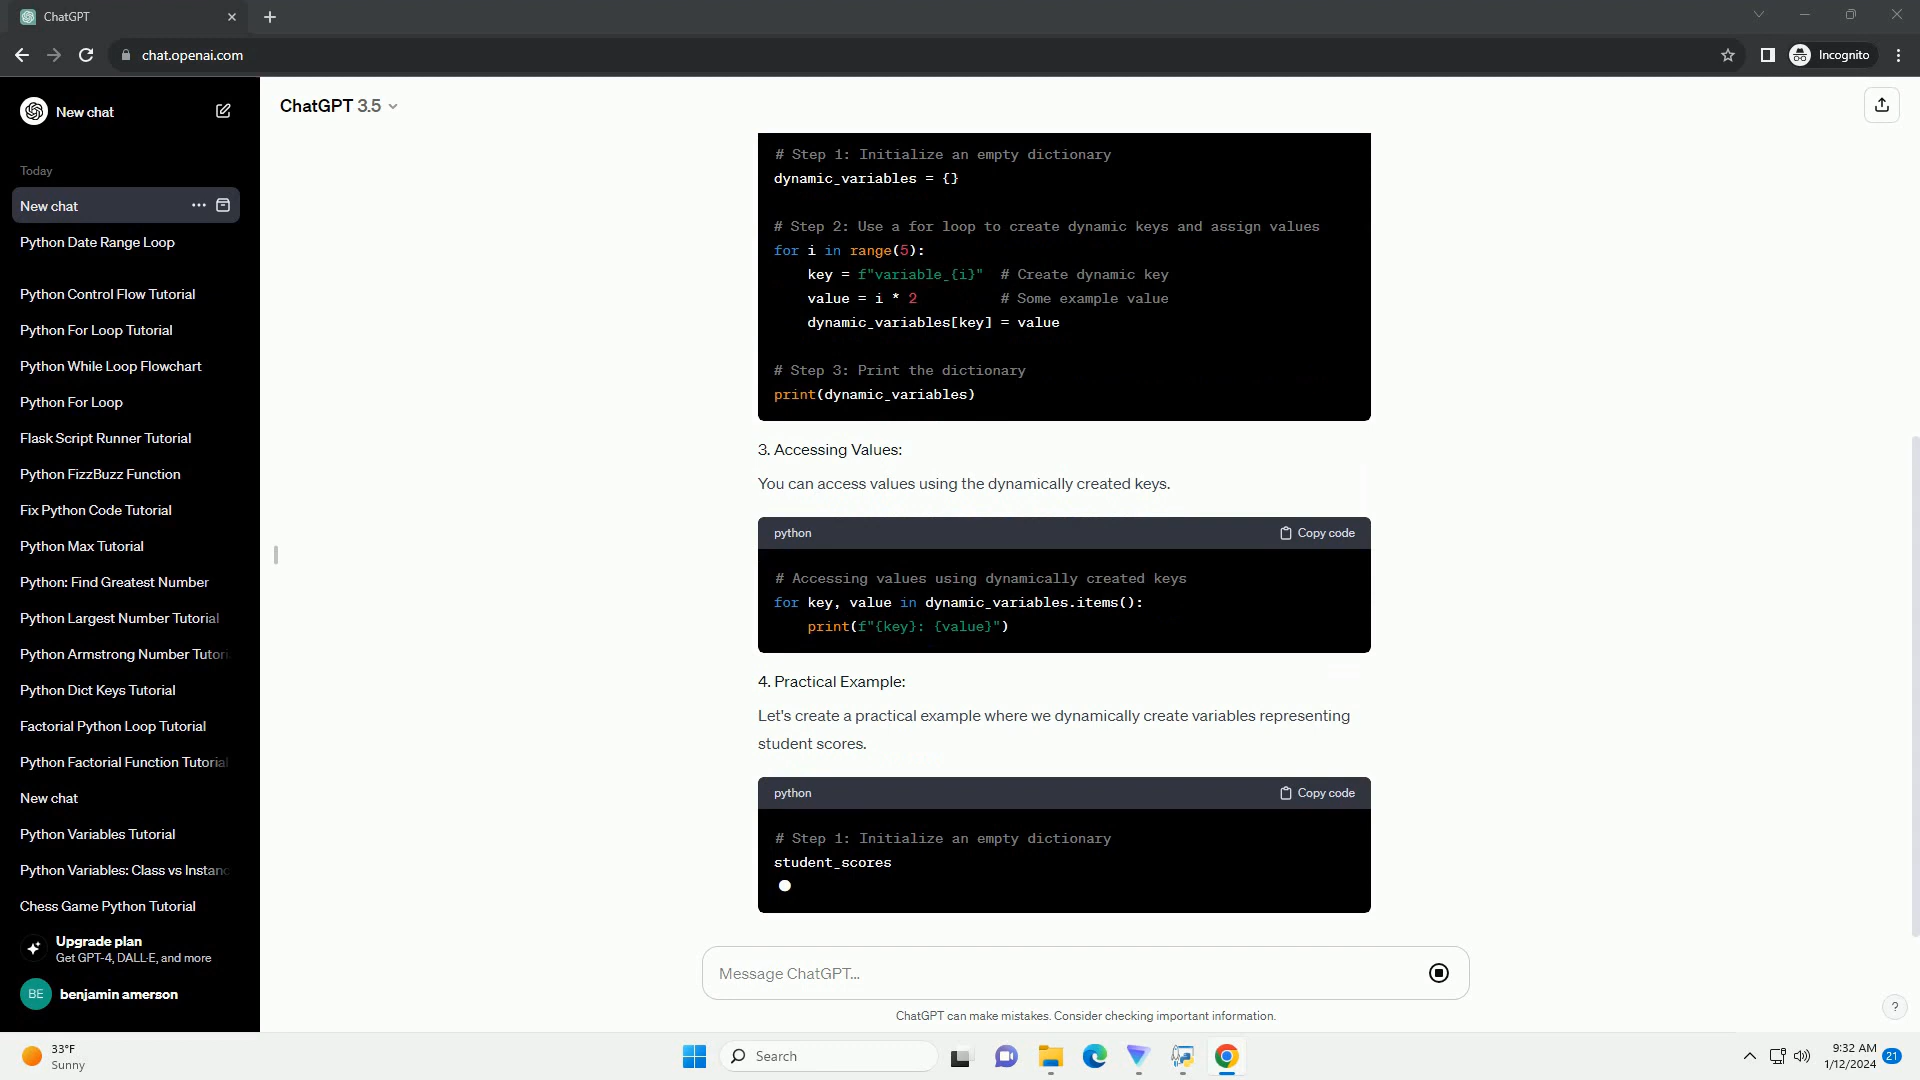 ChatGPT
chat.openai.com
Incognito
New chat
Today
New chat
Python Date Range Loop
Python Control Flow Tutorial
Python For Loop Tutorial
Python While Loop Flowchart
Python For Loop
Flask Script Runner Tutorial
Python FizzBuzz Function
Fix Python Code Tutorial
Python Max Tutorial
Python: Find Greatest Number
Python Largest Number Tutorial
Python Armstrong Number Tutori
Python Dict Keys Tutorial
Factorial Python Loop Tutorial
Python Factorial Function Tutorial
New chat
Python Variables Tutorial
Python Variables: Class vs Instanc
Chess Game Python Tutorial
Upgrade plan
Get GPT-4, DALL·E, and more
BE benjamin amerson
ChatGPT 3.5
# Step 1: Initialize an empty dictionary
dynamic_variables = {}
# Step 2: Use a for loop to create dynamic keys and assign values
for i in range(5):
    key = f"variable_{i}"  # Create dynamic key
    value = i * 2          # Some example value
    dynamic_variables[key] = value
# Step 3: Print the dictionary
print(dynamic_variables)
3. Accessing Values:
You can access values using the dynamically created keys.
python Copy code
# Accessing values using dynamically created keys
for key, value in dynamic_variables.items():
    print(f"{key}: {value}")
4. Practical Example:
Let's create a practical example where we dynamically create variables representing
student scores.
python Copy code
# Step 1: Initialize an empty dictionary
student_scores
Message ChatGPT...
ChatGPT can make mistakes. Consider checking important information.
?
33°F
Sunny
Search
9:32 AM
1/12/2024
21